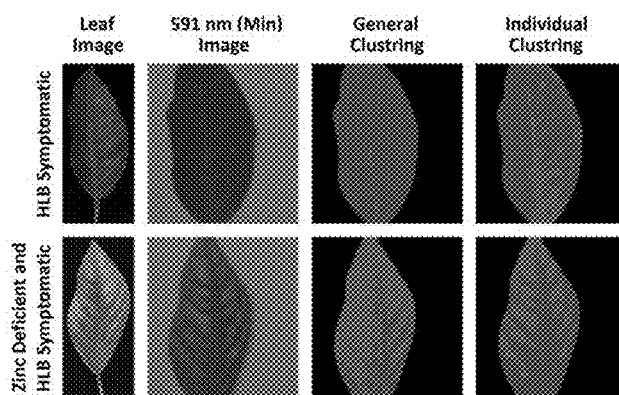 Leaf
Image
591 nm (Min)
Image
General
Clustring
Individual
Clustring
HLB Symptomatic
Zinc Deficient and
HLB Symptomatic